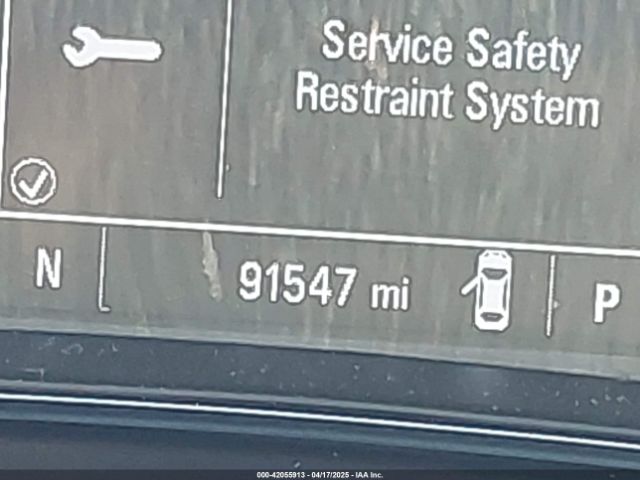 Service Safety
Restraint System
N
91547 mi
P
000-42055913 - 04/17/2025 - IAA Inc.